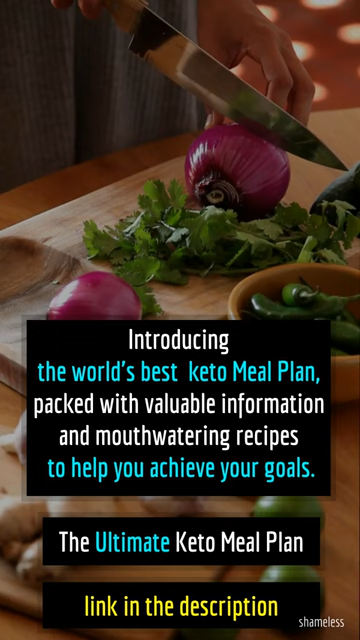 Introducing
the world's best keto Meal Plan,
packed with valuable information
and mouthwatering recipes
to help you achieve your goals.
The Ultimate Keto Meal Plan
link in the description
shameless